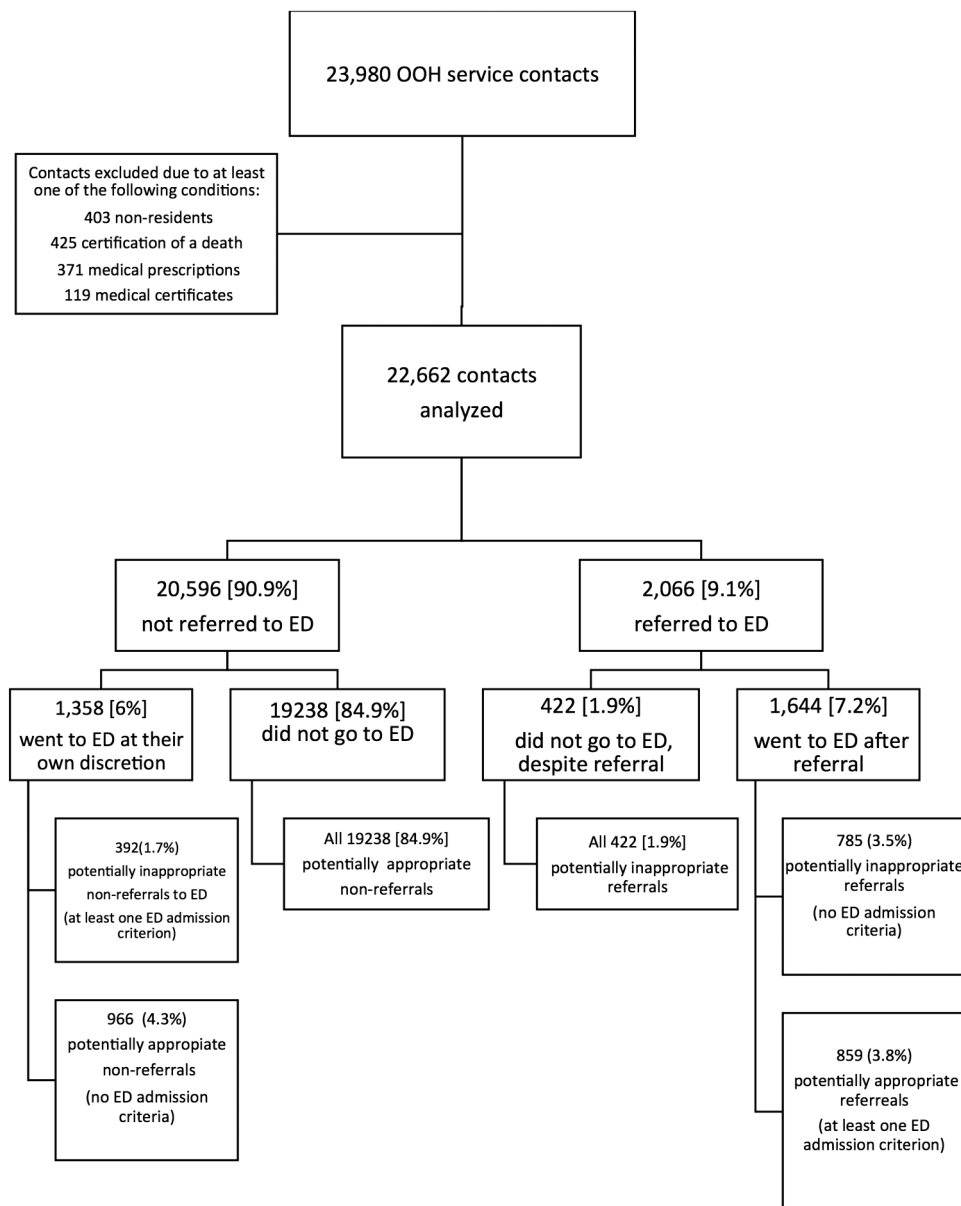 23,980 OOH service contacts
Contacts excluded due to at least
one of the following conditions:
403 non-residents
425 certification of a death
371 medical prescriptions
119 medical certificates
22,662 contacts
analyzed
20,596 [90.9%]
not referred to ED
2,066 [9.1%]
referred to ED
1,358 [6%]
went to ED at their
own discretion
19238 [84.9%]
did not go to ED
422 [1.9%]
did not go to ED,
despite referral
1,644 [7.2%]
went to ED after
referral
392(1.7%)
potentially inappropriate
non-referrals to ED
(at least one ED admission
criterion)
All 19238 [84.9%]
potentially appropriate
non-referrals
All 422 [1.9%]
potentially inappropriate
referrals
785 (3.5%)
potentially inappropriate
referrals
(no ED admission
criteria)
966 (4.3%)
potentially appropiate
non-referrals
(no ED admission
criteria)
859 (3.8%)
potentially appropriate
referreals
(at least one ED
admission criterion)